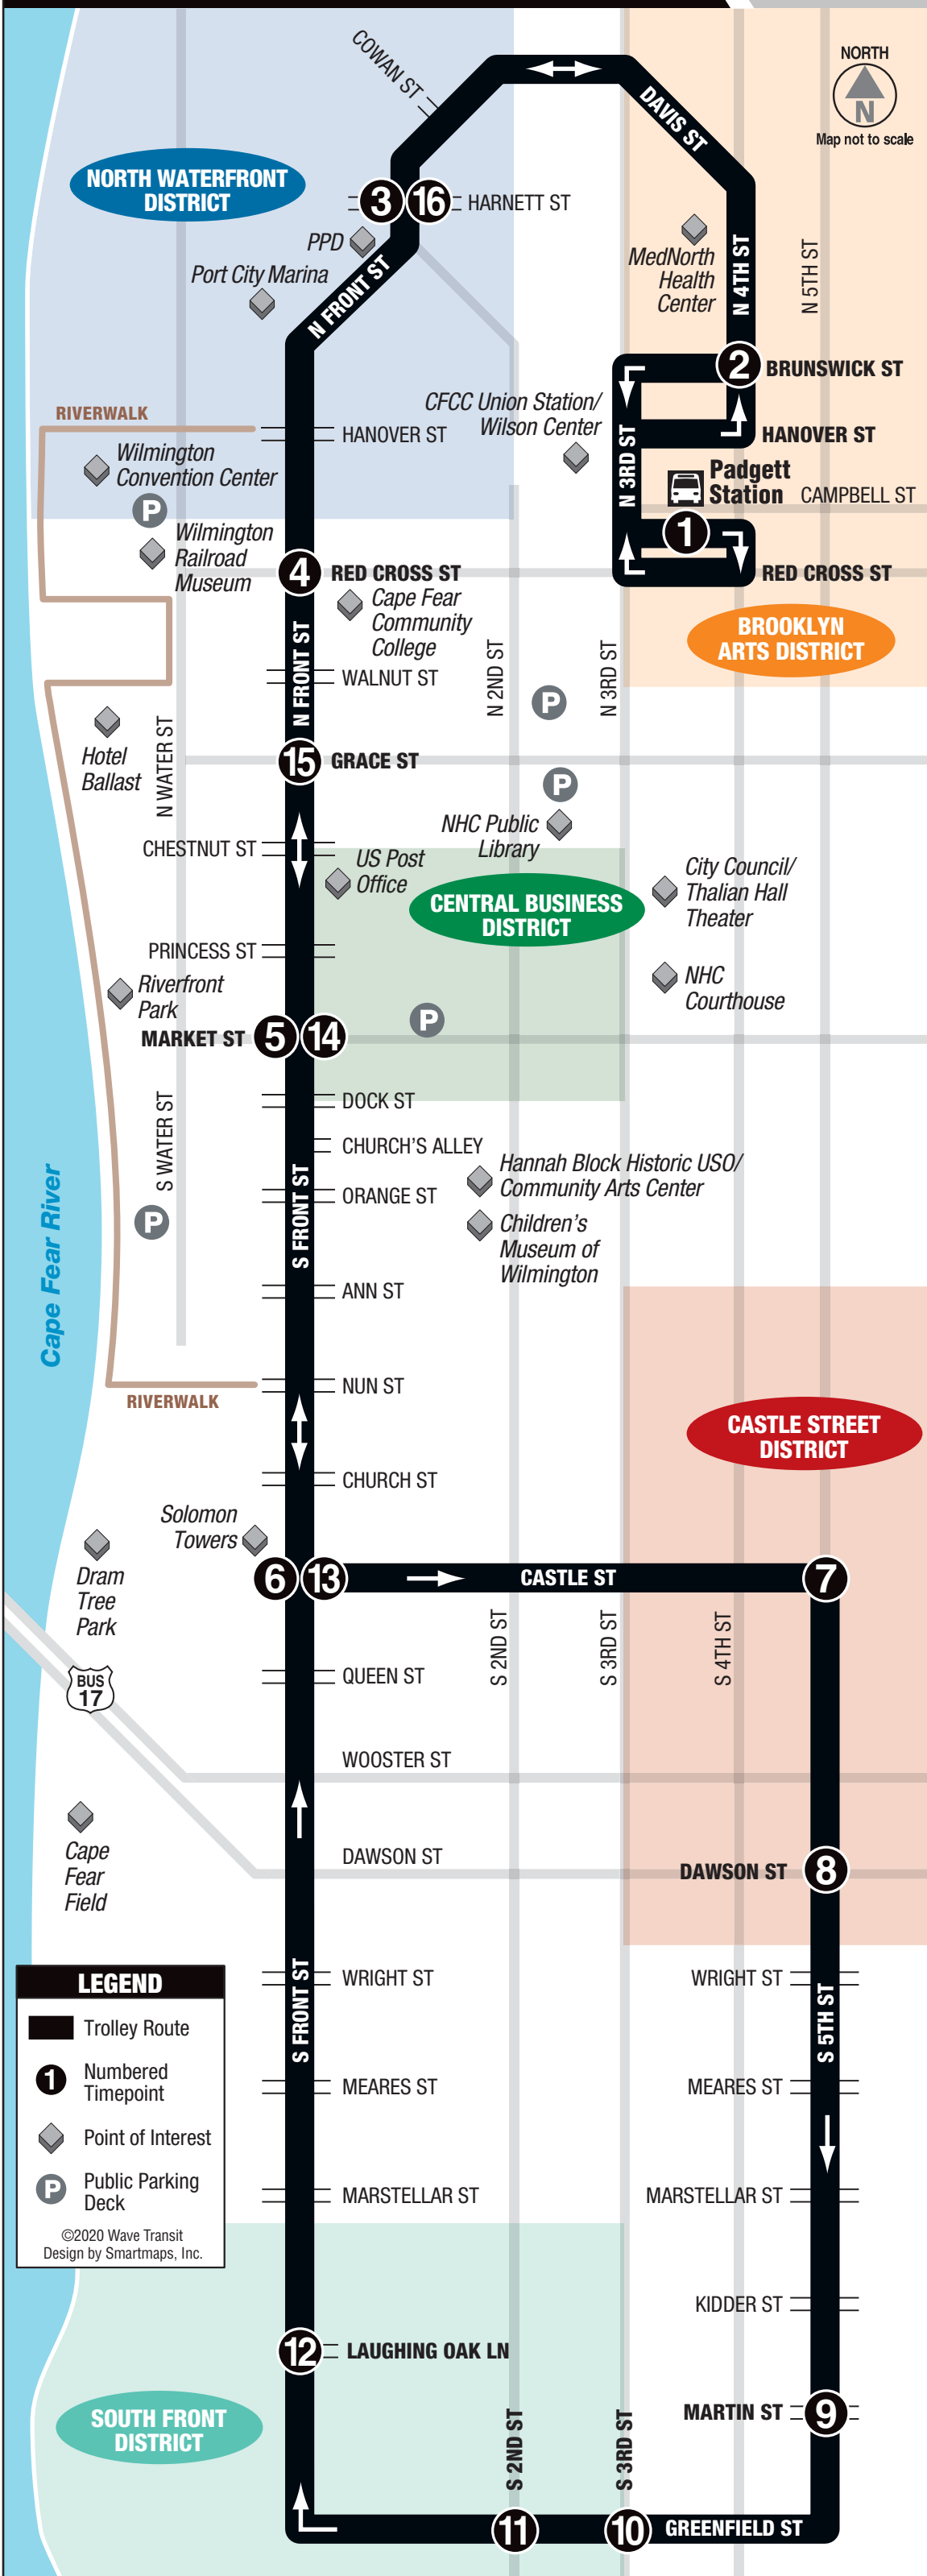 COWAN ST
NORTH
N
Map not to scale
DAVIS ST
NORTH WATERFRONT
DISTRICT
3
16
HARNETT ST
PPD
Port City Marina
N FRONT ST
MedNorth
Health
Center
N 4TH ST
N 5TH ST
2
BRUNSWICK ST
CFCC Union Station/
Wilson Center
RIVERWALK
HANOVER ST
HANOVER ST
N 3RD ST
Wilmington
Convention Center
P
Padgett
Station
CAMPBELL ST
1
Wilmington
Railroad
Museum
4
RED CROSS ST
RED CROSS ST
Cape Fear
Community
College
BROOKLYN
ARTS DISTRICT
N FRONT ST
WALNUT ST
N 2ND ST
N 3RD ST
P
Hotel
Ballast
N WATER ST
15
GRACE ST
P
NHC Public
Library
CHESTNUT ST
US Post
Office
CENTRAL BUSINESS
DISTRICT
City Council/
Thalian Hall
Theater
PRINCESS ST
Riverfront
Park
NHC
Courthouse
MARKET ST
5
14
P
DOCK ST
S WATER ST
CHURCH'S ALLEY
Cape Fear River
S FRONT ST
ORANGE ST
Hannah Block Historic USO/
Community Arts Center
P
Children's
Museum of
Wilmington
ANN ST
NUN ST
RIVERWALK
CASTLE STREET
DISTRICT
CHURCH ST
Solomon
Towers
Dram
Tree
Park
6
13
CASTLE ST
7
S 2ND ST
S 3RD ST
S 4TH ST
BUS
17
QUEEN ST
WOOSTER ST
Cape
Fear
Field
DAWSON ST
DAWSON ST
8
S FRONT ST
WRIGHT ST
WRIGHT ST
S 5TH ST
LEGEND
Trolley Route
1
Numbered
Timepoint
Point of Interest
P
Public Parking
Deck
©2020 Wave Transit
Design by Smartmaps, Inc.
MEARES ST
MEARES ST
MARSTELLAR ST
MARSTELLAR ST
KIDDER ST
12
LAUGHING OAK LN
SOUTH FRONT
DISTRICT
MARTIN ST
9
S 2ND ST
S 3RD ST
11
10
GREENFIELD ST